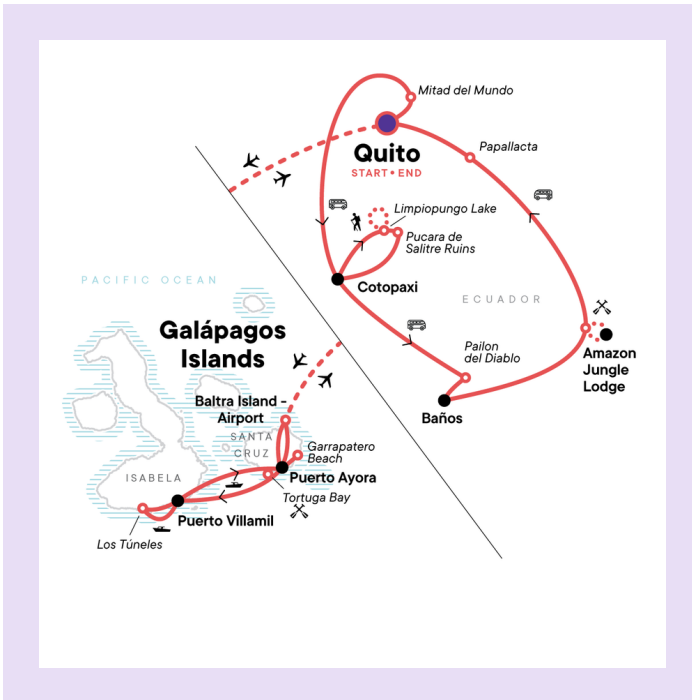 Mitad del Mundo
Quito
START • END
Papallacta
Limpiopungo Lake
Pucara de
Salitre Ruins
Cotopaxi
PACIFIC OCEAN
ECUADOR
Galápagos
Islands
Pailon
del Diablo
Amazon
Jungle
Lodge
Baños
Baltra Island -
Airport
SANTA
CRUZ
Garrapatero
Beach
ISABELA
Puerto Ayora
Tortuga Bay
Puerto Villamil
Los Túneles